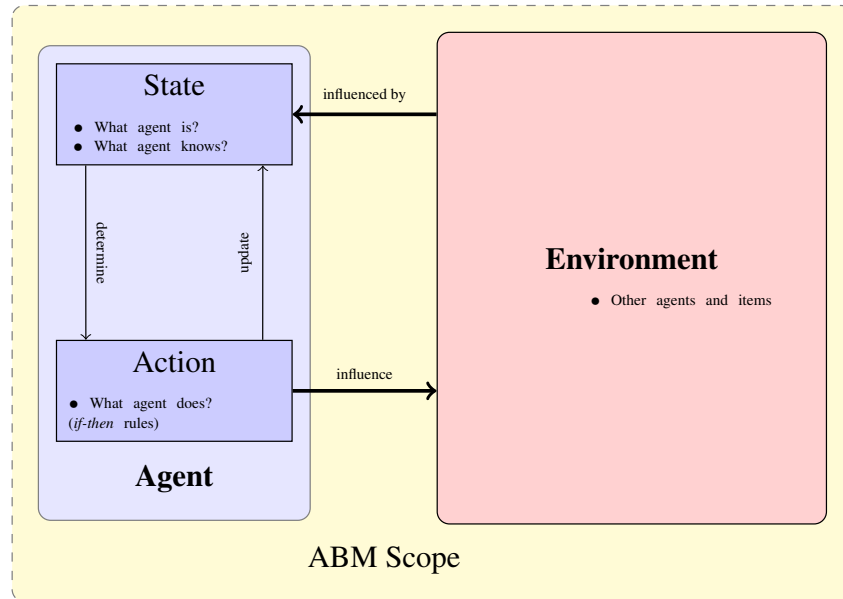 State
● What agent is?
● What agent knows?
influenced by
determine
update
Environment
● Other agents and items
Action
● What agent does?
(if-then rules)
influence
Agent
ABM Scope